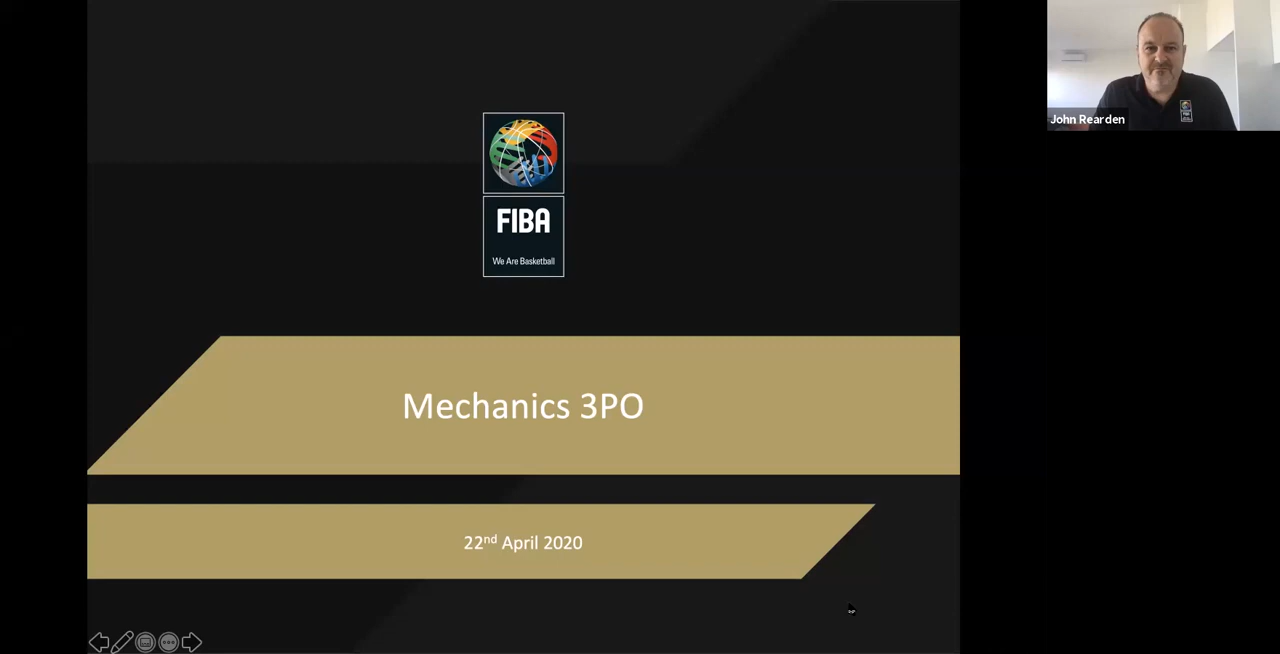 John Rearden
FIBA
We Are Basketball
Mechanics 3PO
22nd April 2020